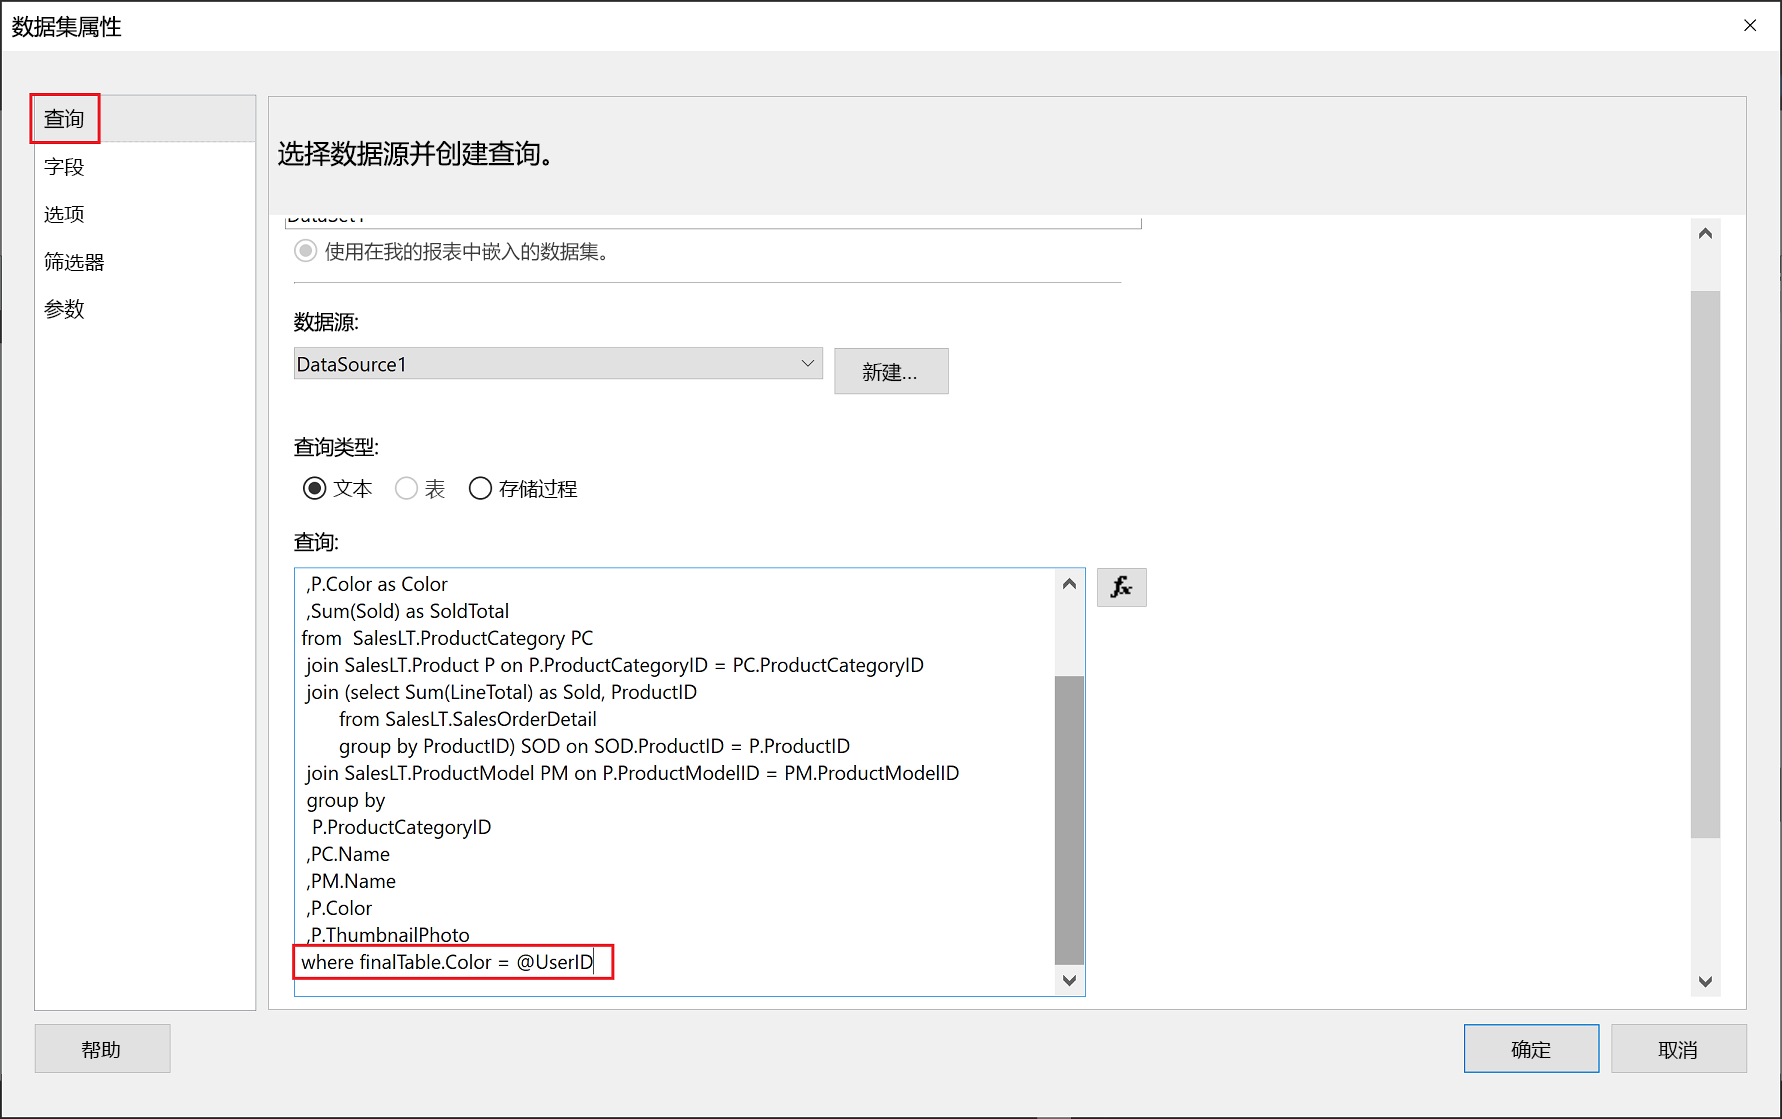 数据集属性
查询
字段
选项
筛选器
参数
选择数据源并创建查询。
DataSet1
使用在我的报表中嵌入的数据集。
数据源:
DataSource1
新建...
查询类型:
文本 表 存储过程
查询:
,P.Color as Color
,Sum(Sold) as SoldTotal
from  SalesLT.ProductCategory PC
join SalesLT.Product P on P.ProductCategoryID = PC.ProductCategoryID
join (select Sum(LineTotal) as Sold, ProductID
from SalesLT.SalesOrderDetail
group by ProductID) SOD on SOD.ProductID = P.ProductID
join SalesLT.ProductModel PM on P.ProductModelID = PM.ProductModelID
group by
P.ProductCategoryID
,PC.Name
,PM.Name
,P.Color
,P.ThumbnailPhoto
where finalTable.Color = @UserID
fx
帮助
确定
取消